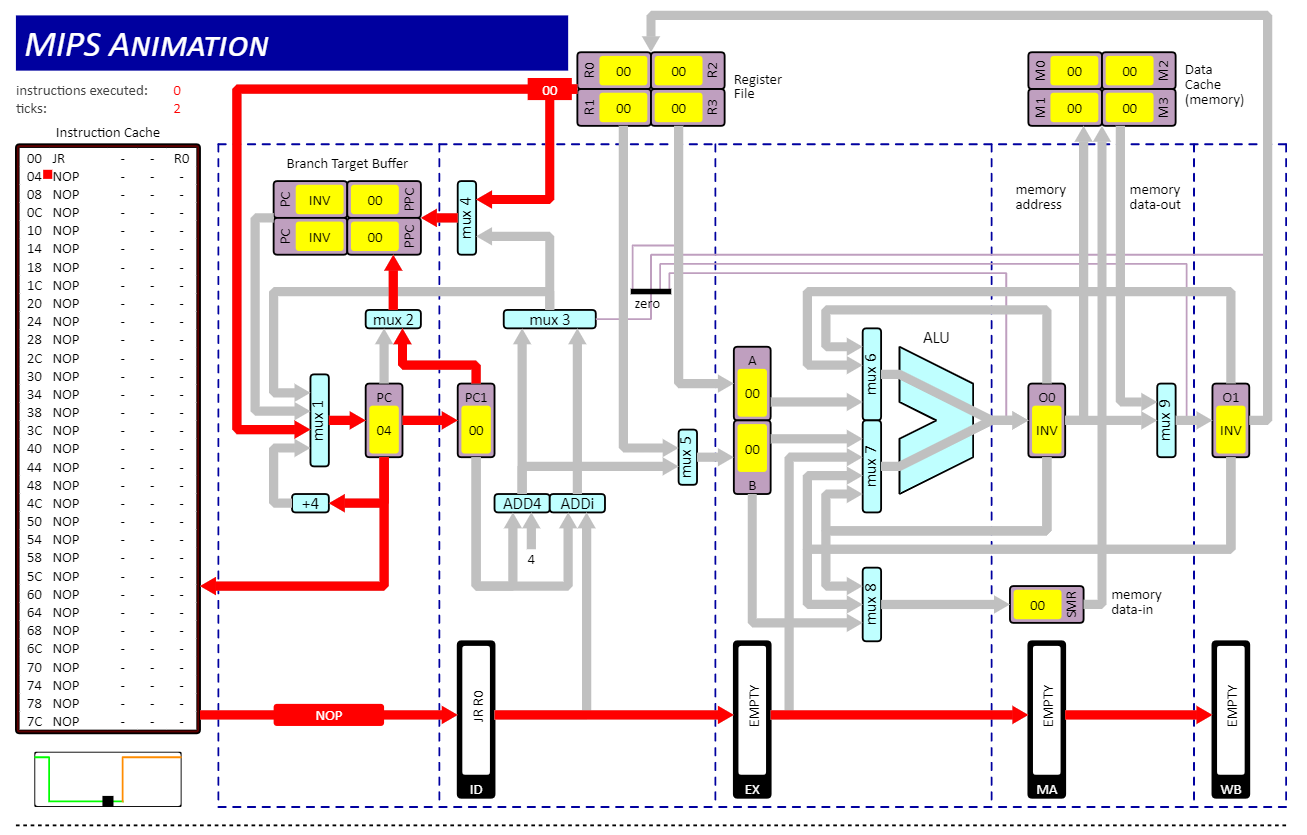 MIPS ANIMATION
instructions executed: 0
ticks: 2
Instruction Cache
00 JR - - R0
04 NOP - - -
08 NOP - - -
0C NOP - - -
10 NOP - - -
14 NOP - - -
18 NOP - - -
1C NOP - - -
20 NOP - - -
24 NOP - - -
28 NOP - - -
2C NOP - - -
30 NOP - - -
34 NOP - - -
38 NOP - - -
3C NOP - - -
40 NOP - - -
44 NOP - - -
48 NOP - - -
4C NOP - - -
50 NOP - - -
54 NOP - - -
58 NOP - - -
5C NOP - - -
60 NOP - - -
64 NOP - - -
68 NOP - - -
6C NOP - - -
70 NOP - - -
74 NOP - - -
78 NOP - - -
7C NOP - - -
00
R0 00 00 R2
R1 00 00 R3
Register
File
M0 00 00 M2
M1 00 00 M3
Data
Cache
(memory)
Branch Target Buffer
PC INV 00 PPC
PC INV 00 PPC
mux 4
memory
address
memory
data-out
zero
mux 2
mux 3
mux 1
PC
04
PC1
00
+4
ADD4
ADDi
4
mux 5
A
00
00
B
mux 6
mux 7
ALU
O0
INV
mux 9
O1
INV
mux 8
00 SMR
memory
data-in
NOP
JR R0
ID
EMPTY
EX
EMPTY
MA
EMPTY
WB